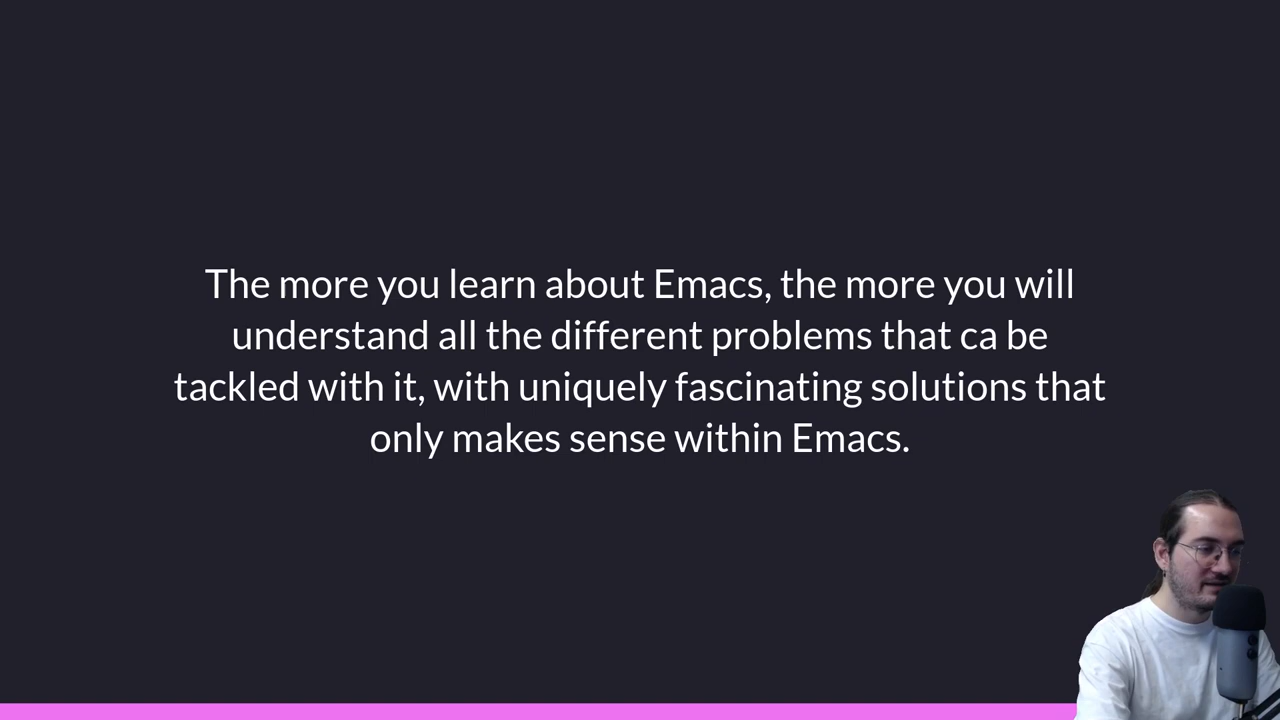 The more you learn about Emacs, the more you will
understand all the different problems that ca be
tackled with it, with uniquely fascinating solutions that
only makes sense within Emacs.